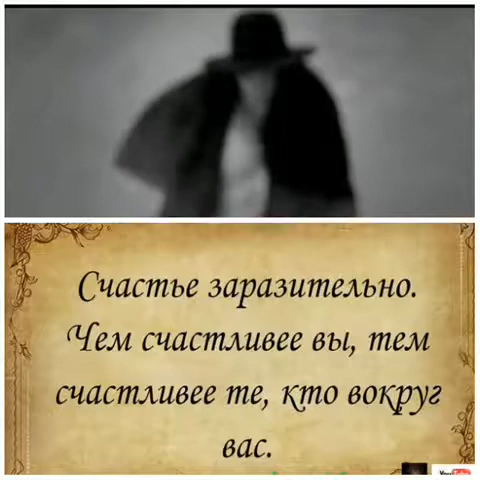 Счастье заразительно.
Чем счастливее вы, тем
счастливее те, кто вокруг
вас.